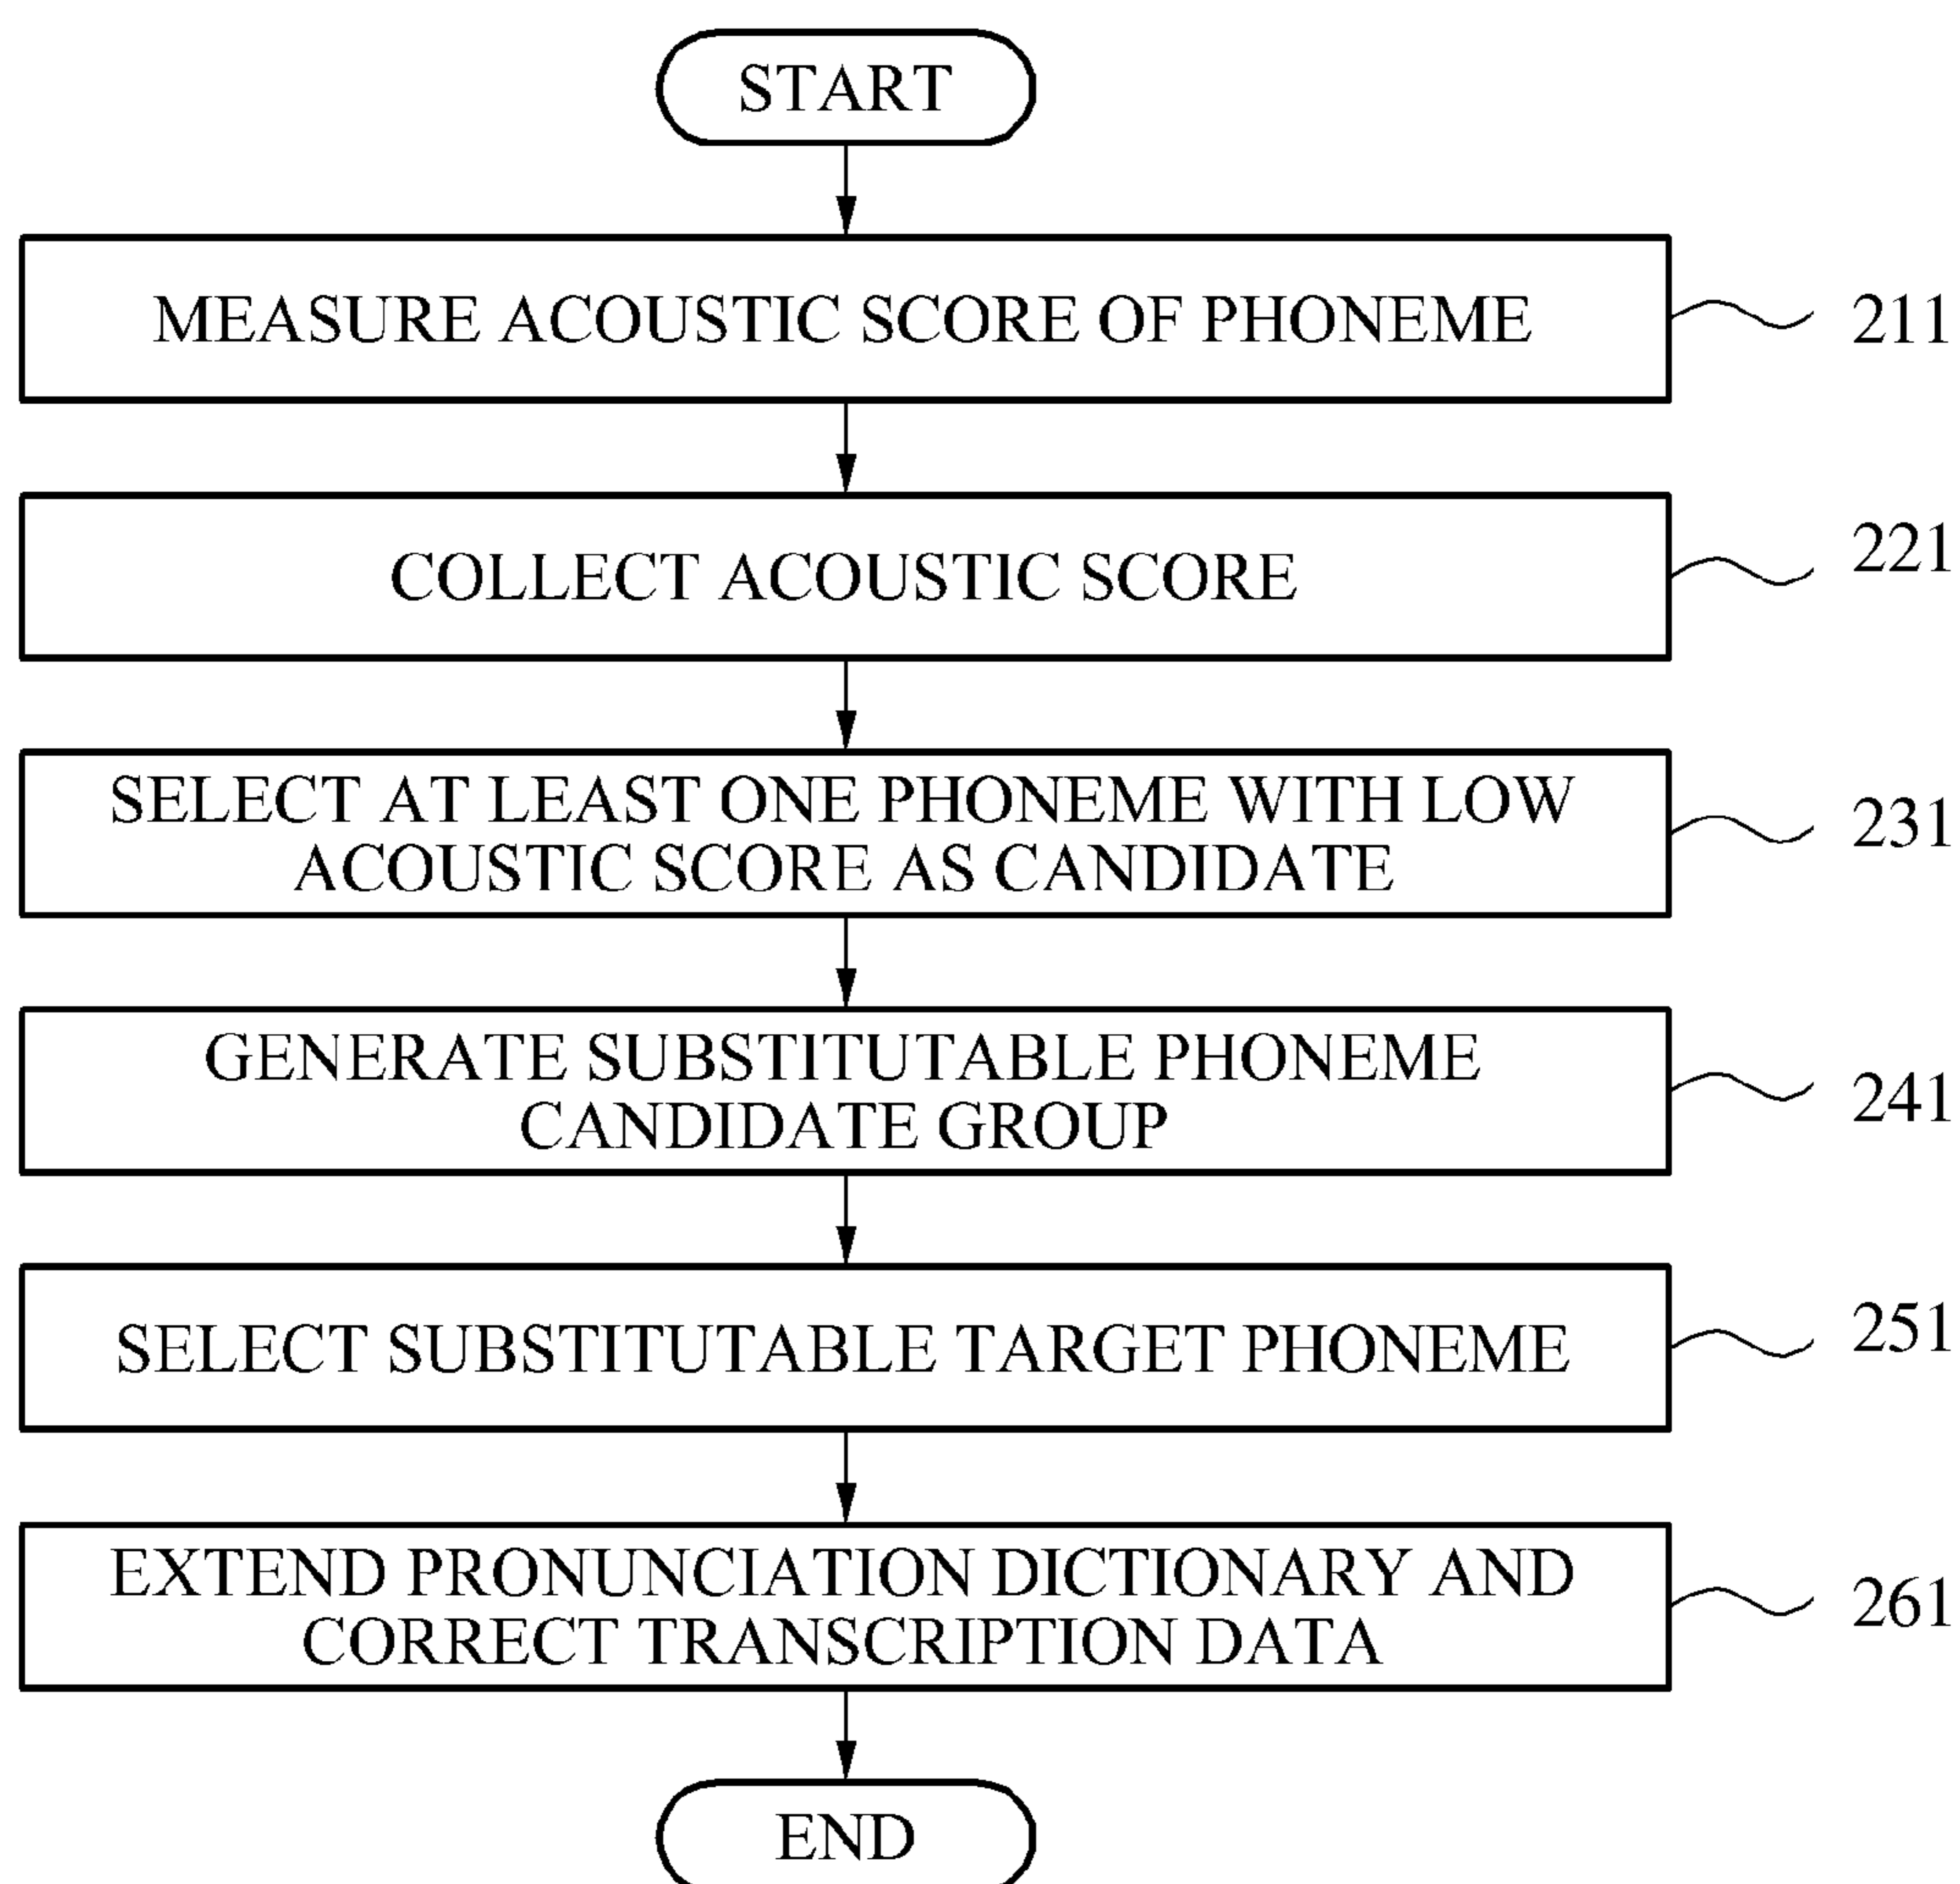 START
MEASURE ACOUSTIC SCORE OF PHONEME
211
COLLECT ACOUSTIC SCORE
221
SELECT AT LEAST ONE PHONEME WITH LOW
ACOUSTIC SCORE AS CANDIDATE
231
GENERATE SUBSTITUTABLE PHONEME
CANDIDATE GROUP
241
SELECT SUBSTITUTABLE TARGET PHONEME
251
EXTEND PRONUNCIATION DICTIONARY AND
CORRECT TRANSCRIPTION DATA
261
END